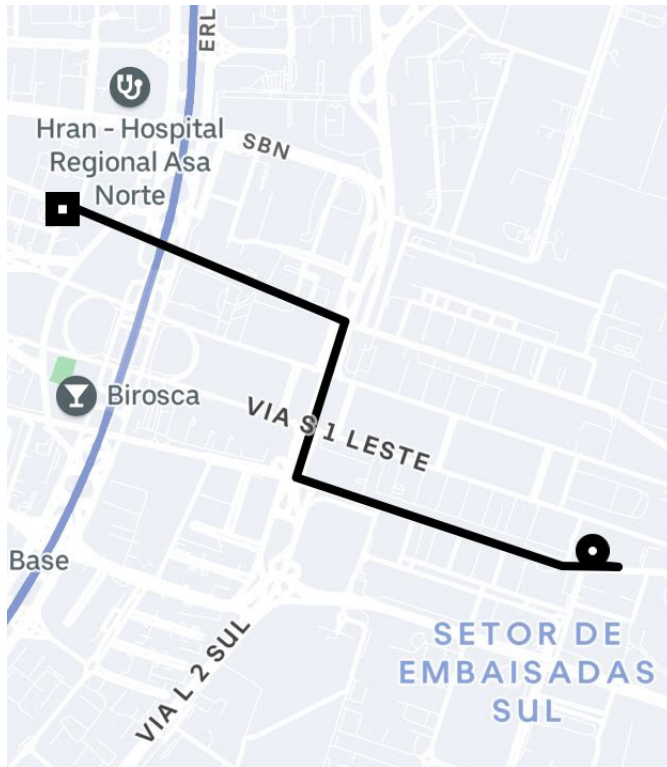 ERL
Hran - Hospital
Regional Asa
Norte
SBN
Birosca
VIA S 1 LESTE
Base
VIA L 2 SUL
SETOR DE
EMBAISADAS
SUL